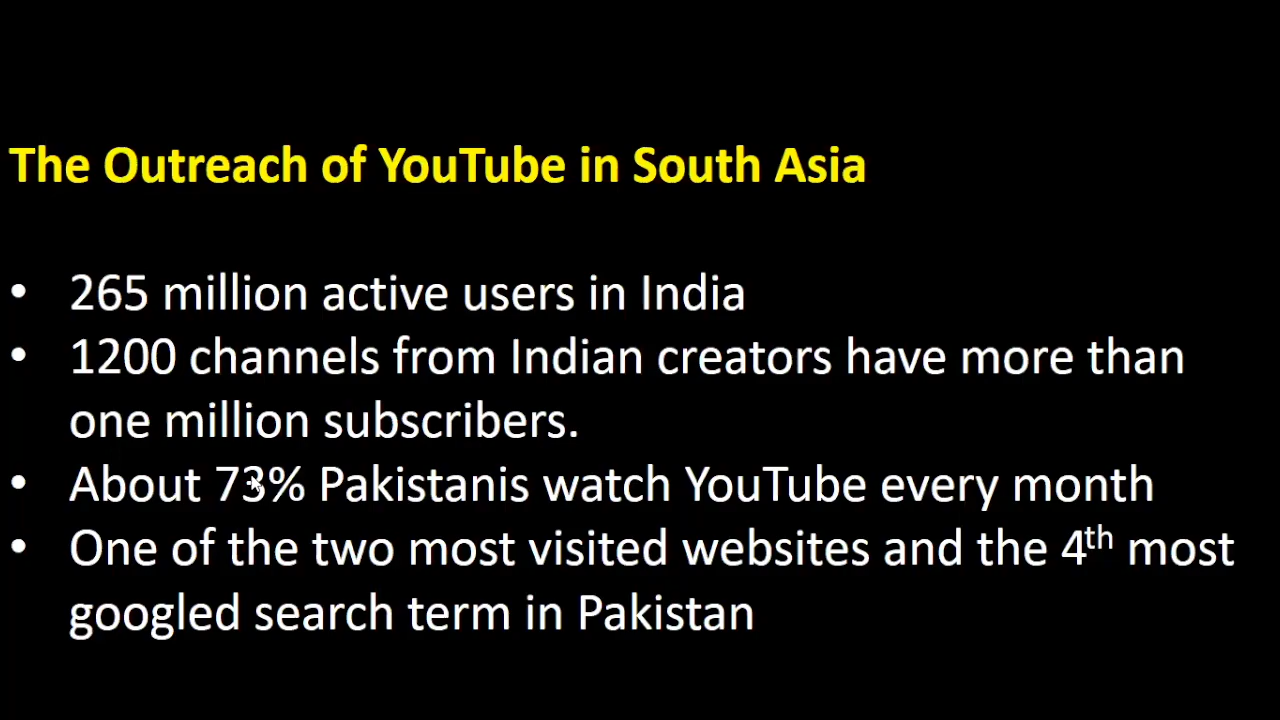 The Outreach of YouTube in South Asia
• 265 million active users in India
• 1200 channels from Indian creators have more than
one million subscribers.
• About 73% Pakistanis watch YouTube every month
• One of the two most visited websites and the 4th most
googled search term in Pakistan